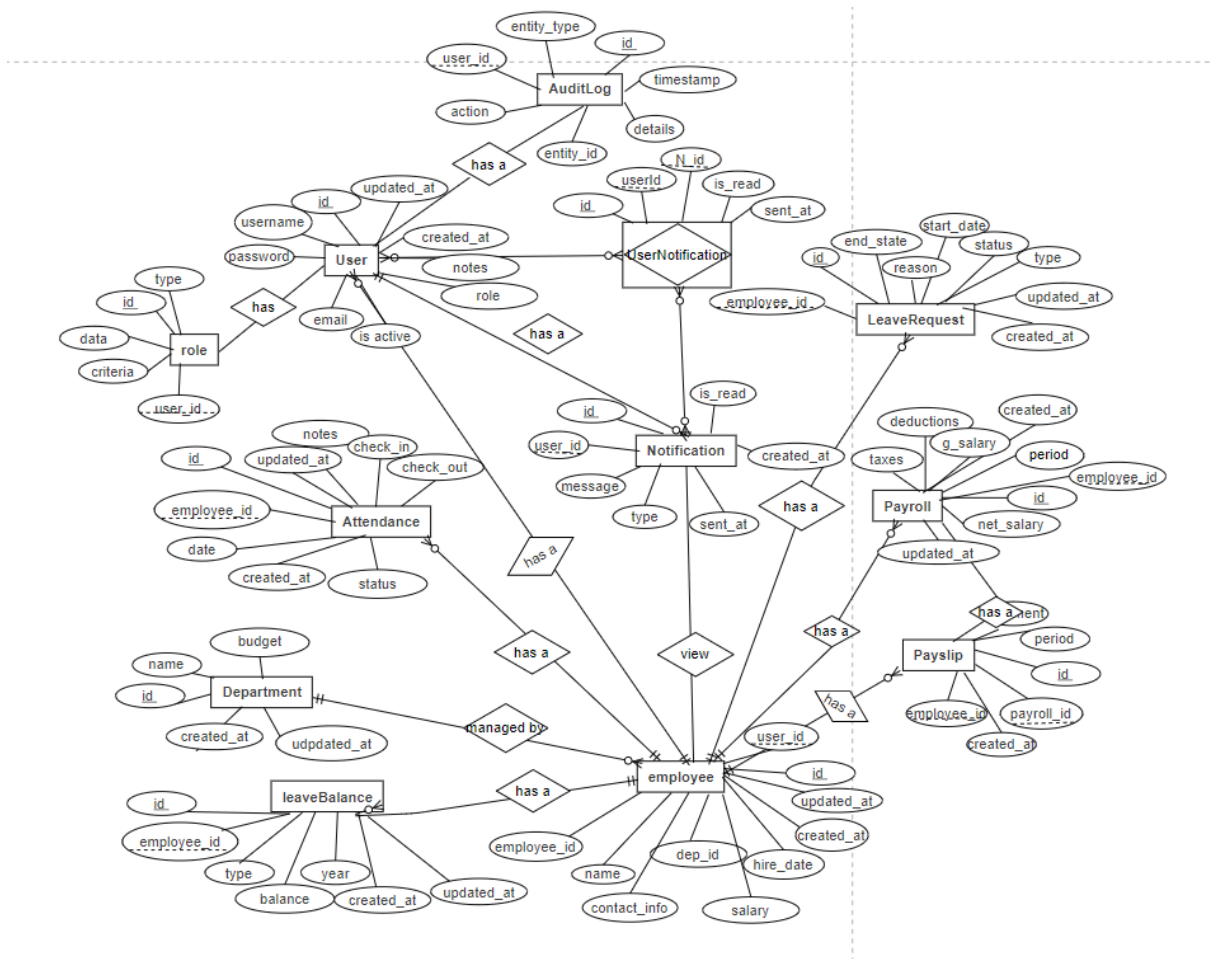 entity_type
id
user_id
timestamp
AuditLog
action
details
entity_id
has a
N_id
userId
is_read
id
sent_at
UserNotification
updated_at
id
username
created_at
password
User
notes
role
email
is active
type
id
has
data
role
criteria
user_id
start_date
end_state
status
id
reason
type
employee_id
updated_at
LeaveRequest
created_at
has a
is_read
id
user_id
Notification
created_at
message
type
sent_at
notes
check_in
id
updated_at
check_out
employee_id
Attendance
date
created_at
status
has a
has a
deductions
created_at
g_salary
taxes
period
employee_id
id
Payroll
net_salary
updated_at
has a
has a
view
has a
has a
period
Payslip
id
employee_id
payroll_id
created_at
has a
budget
name
id
Department
created_at
udpdated_at
managed by
user_id
employee
id
updated_at
created_at
employee_id
dep_id
hire_date
name
contact_info
salary
has a
leaveBalance
id
employee_id
type
year
balance
created_at
updated_at